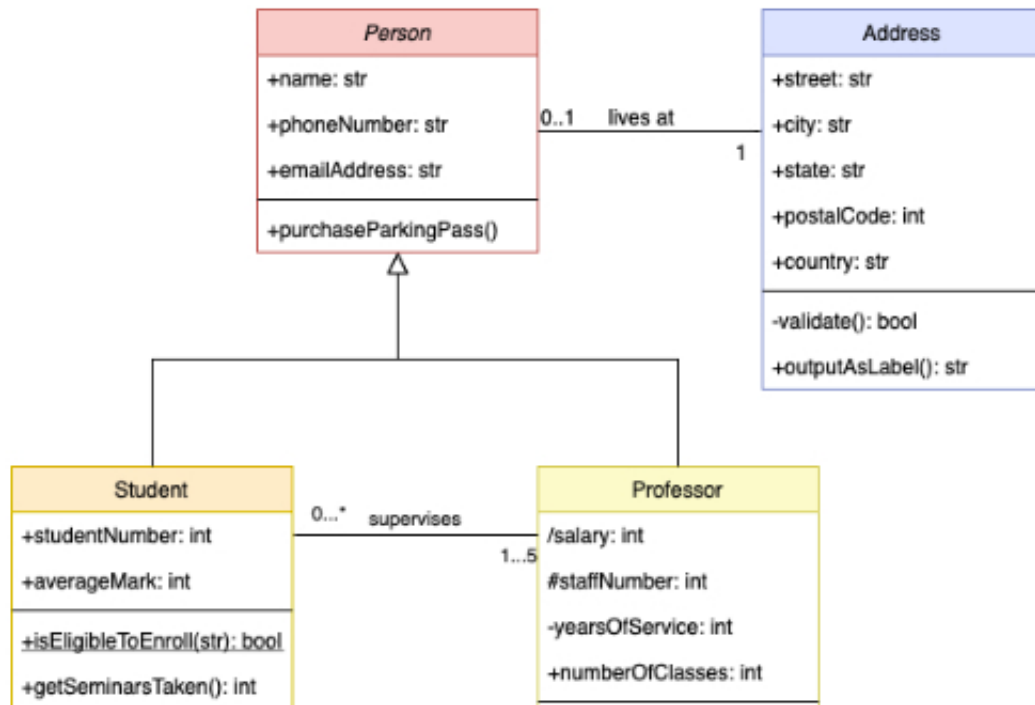 Person
+name: str
+phoneNumber: str
+emailAddress: str
+purchaseParkingPass()
0..1 lives at
1
Address
+street: str
+city: str
+state: str
+postalCode: int
+country: str
-validate(): bool
+outputAsLabel(): str
Student
+studentNumber: int
+averageMark: int
+isEligibleToEnroll(str): bool
+getSeminarsTaken(): int
0...* supervises
1...5
Professor
/salary: int
#staffNumber: int
-yearsOfService: int
+numberOfClasses: int